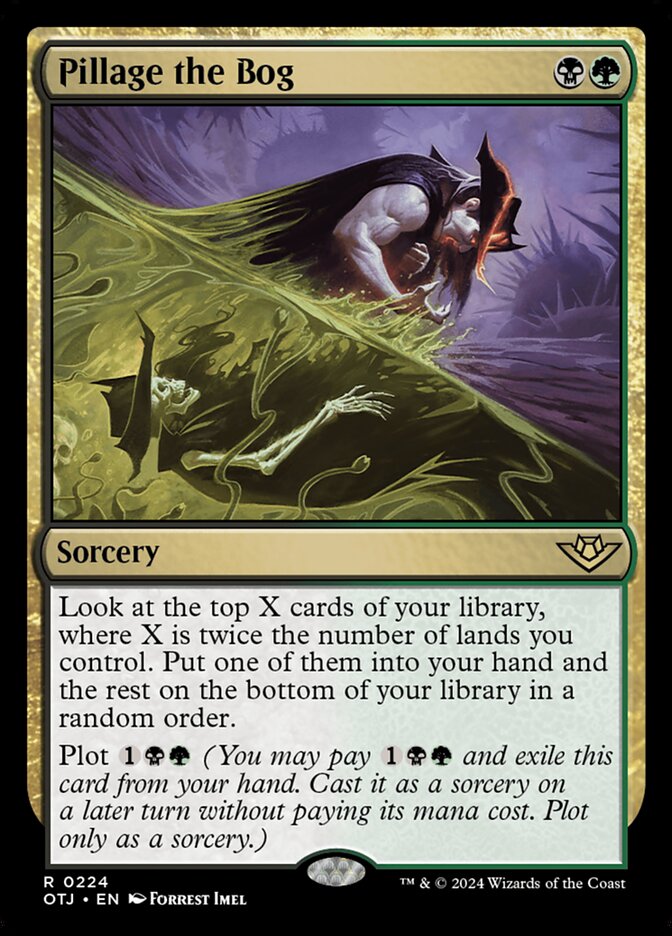 Pillage the Bog
Sorcery
Look at the top X cards of your library,
where X is twice the number of lands you
control. Put one of them into your hand and
the rest on the bottom of your library in a
random order.
Plot 1 (You may pay 1 and exile this
card from your hand. Cast it as a sorcery on
a later turn without paying its mana cost. Plot
only as a sorcery.)
R 0224
OTJ • EN Forrest Imel
™ & © 2024 Wizards of the Coast